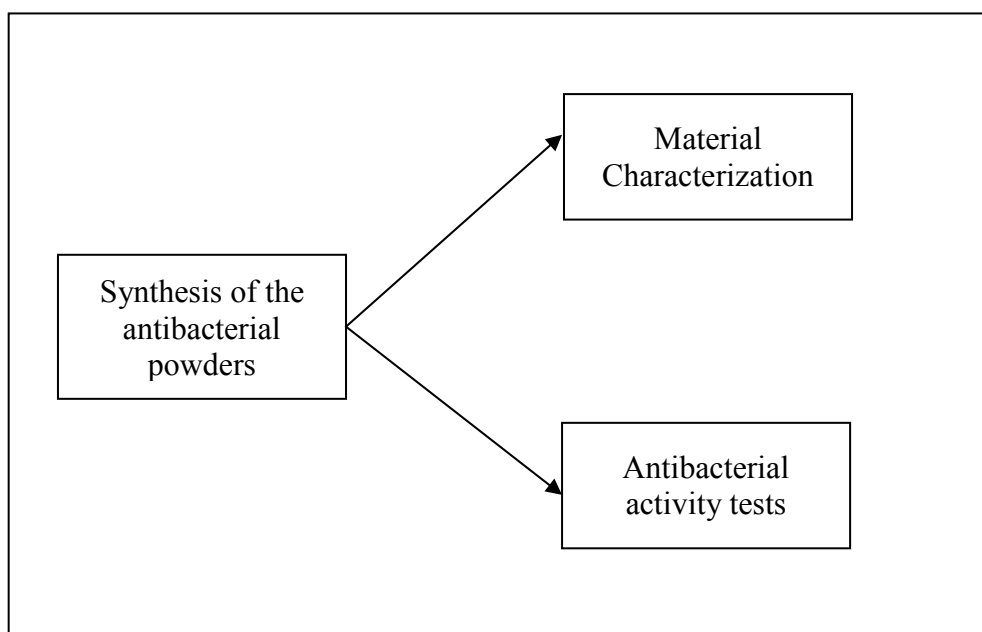 Material
Characterization
Synthesis of the
antibacterial
powders
Antibacterial
activity tests